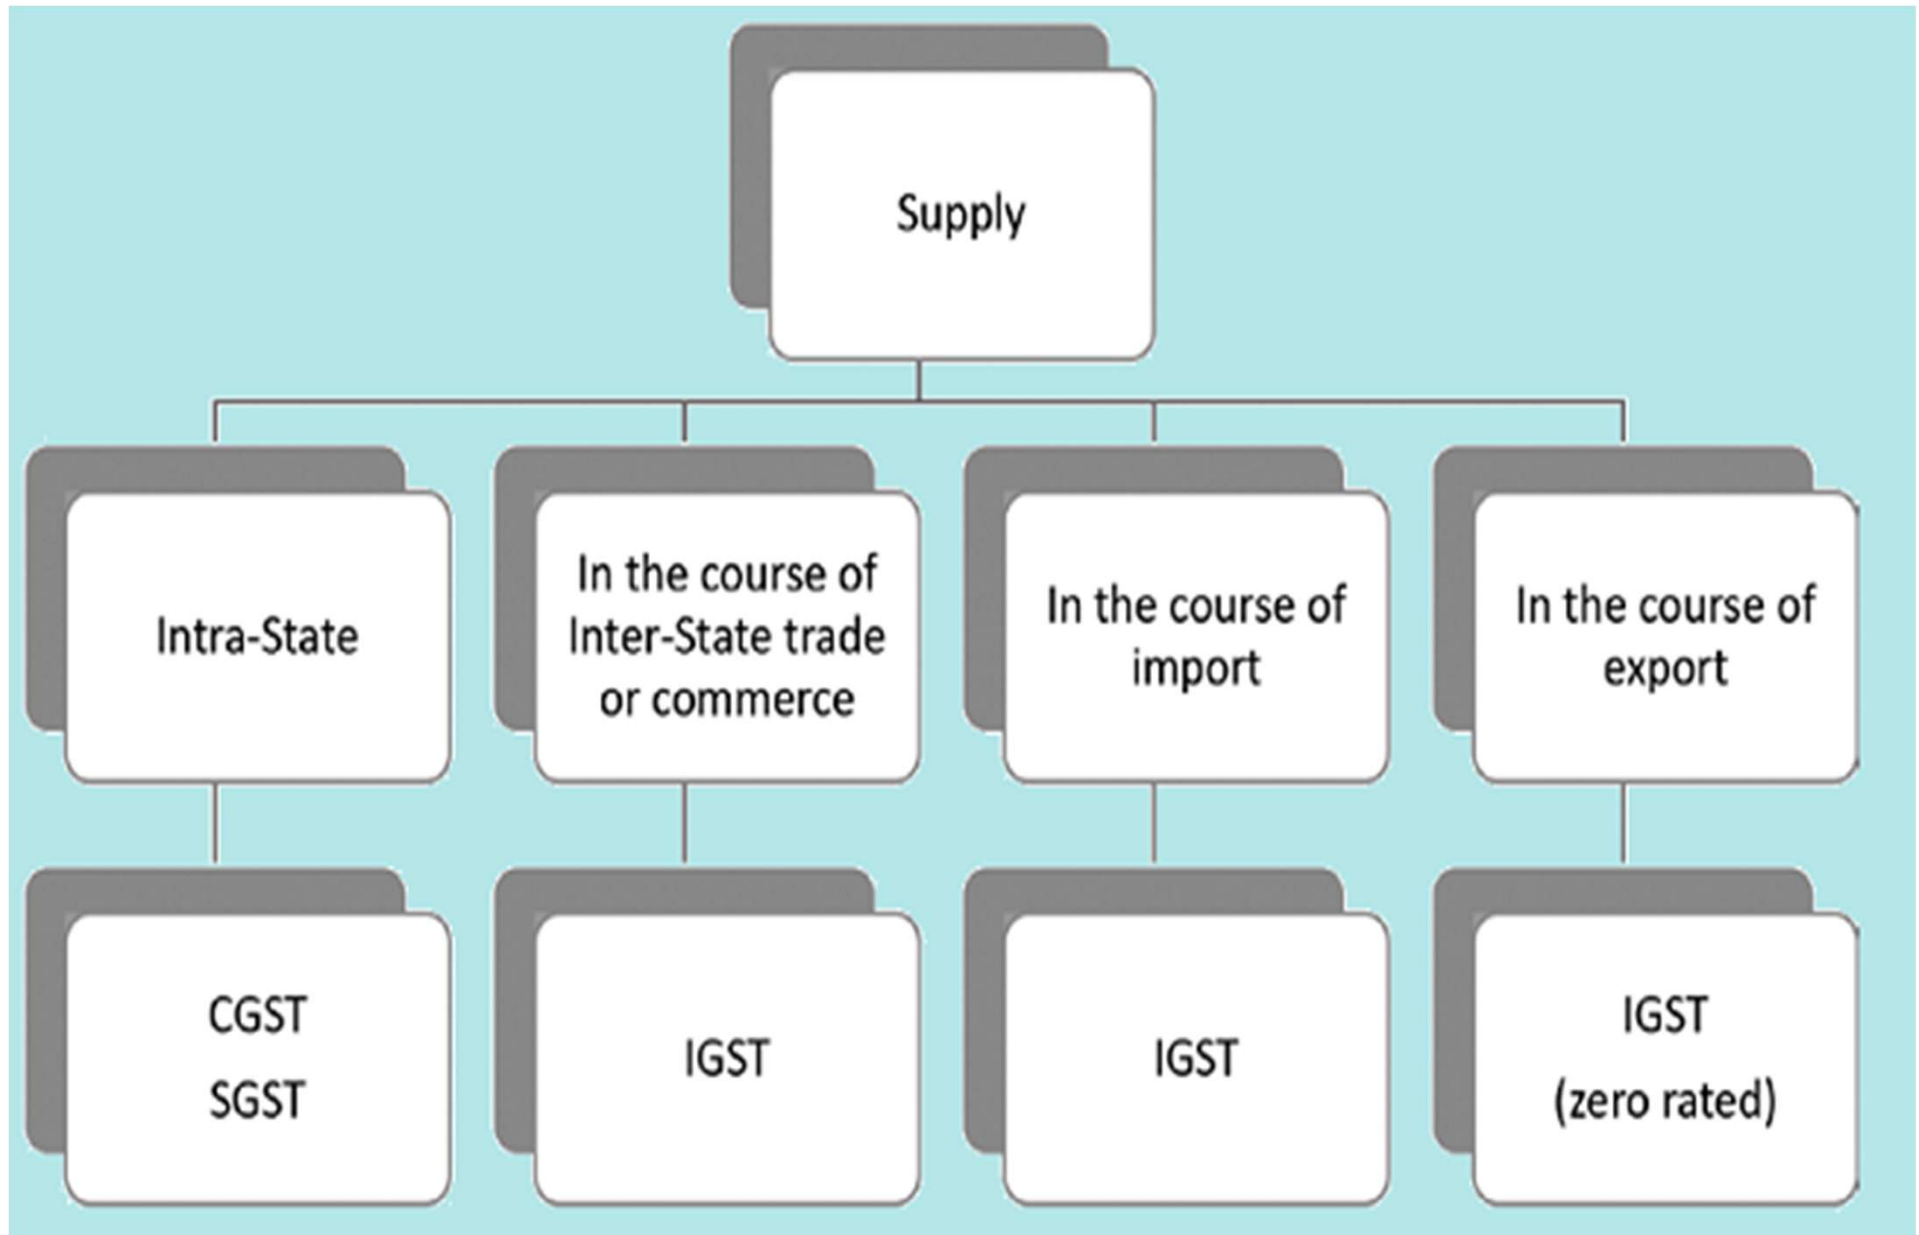 Supply
Intra-State
In the course of
Inter-State trade
or commerce
In the course of
import
In the course of
export
CGST
SGST
IGST
IGST
IGST
(zero rated)